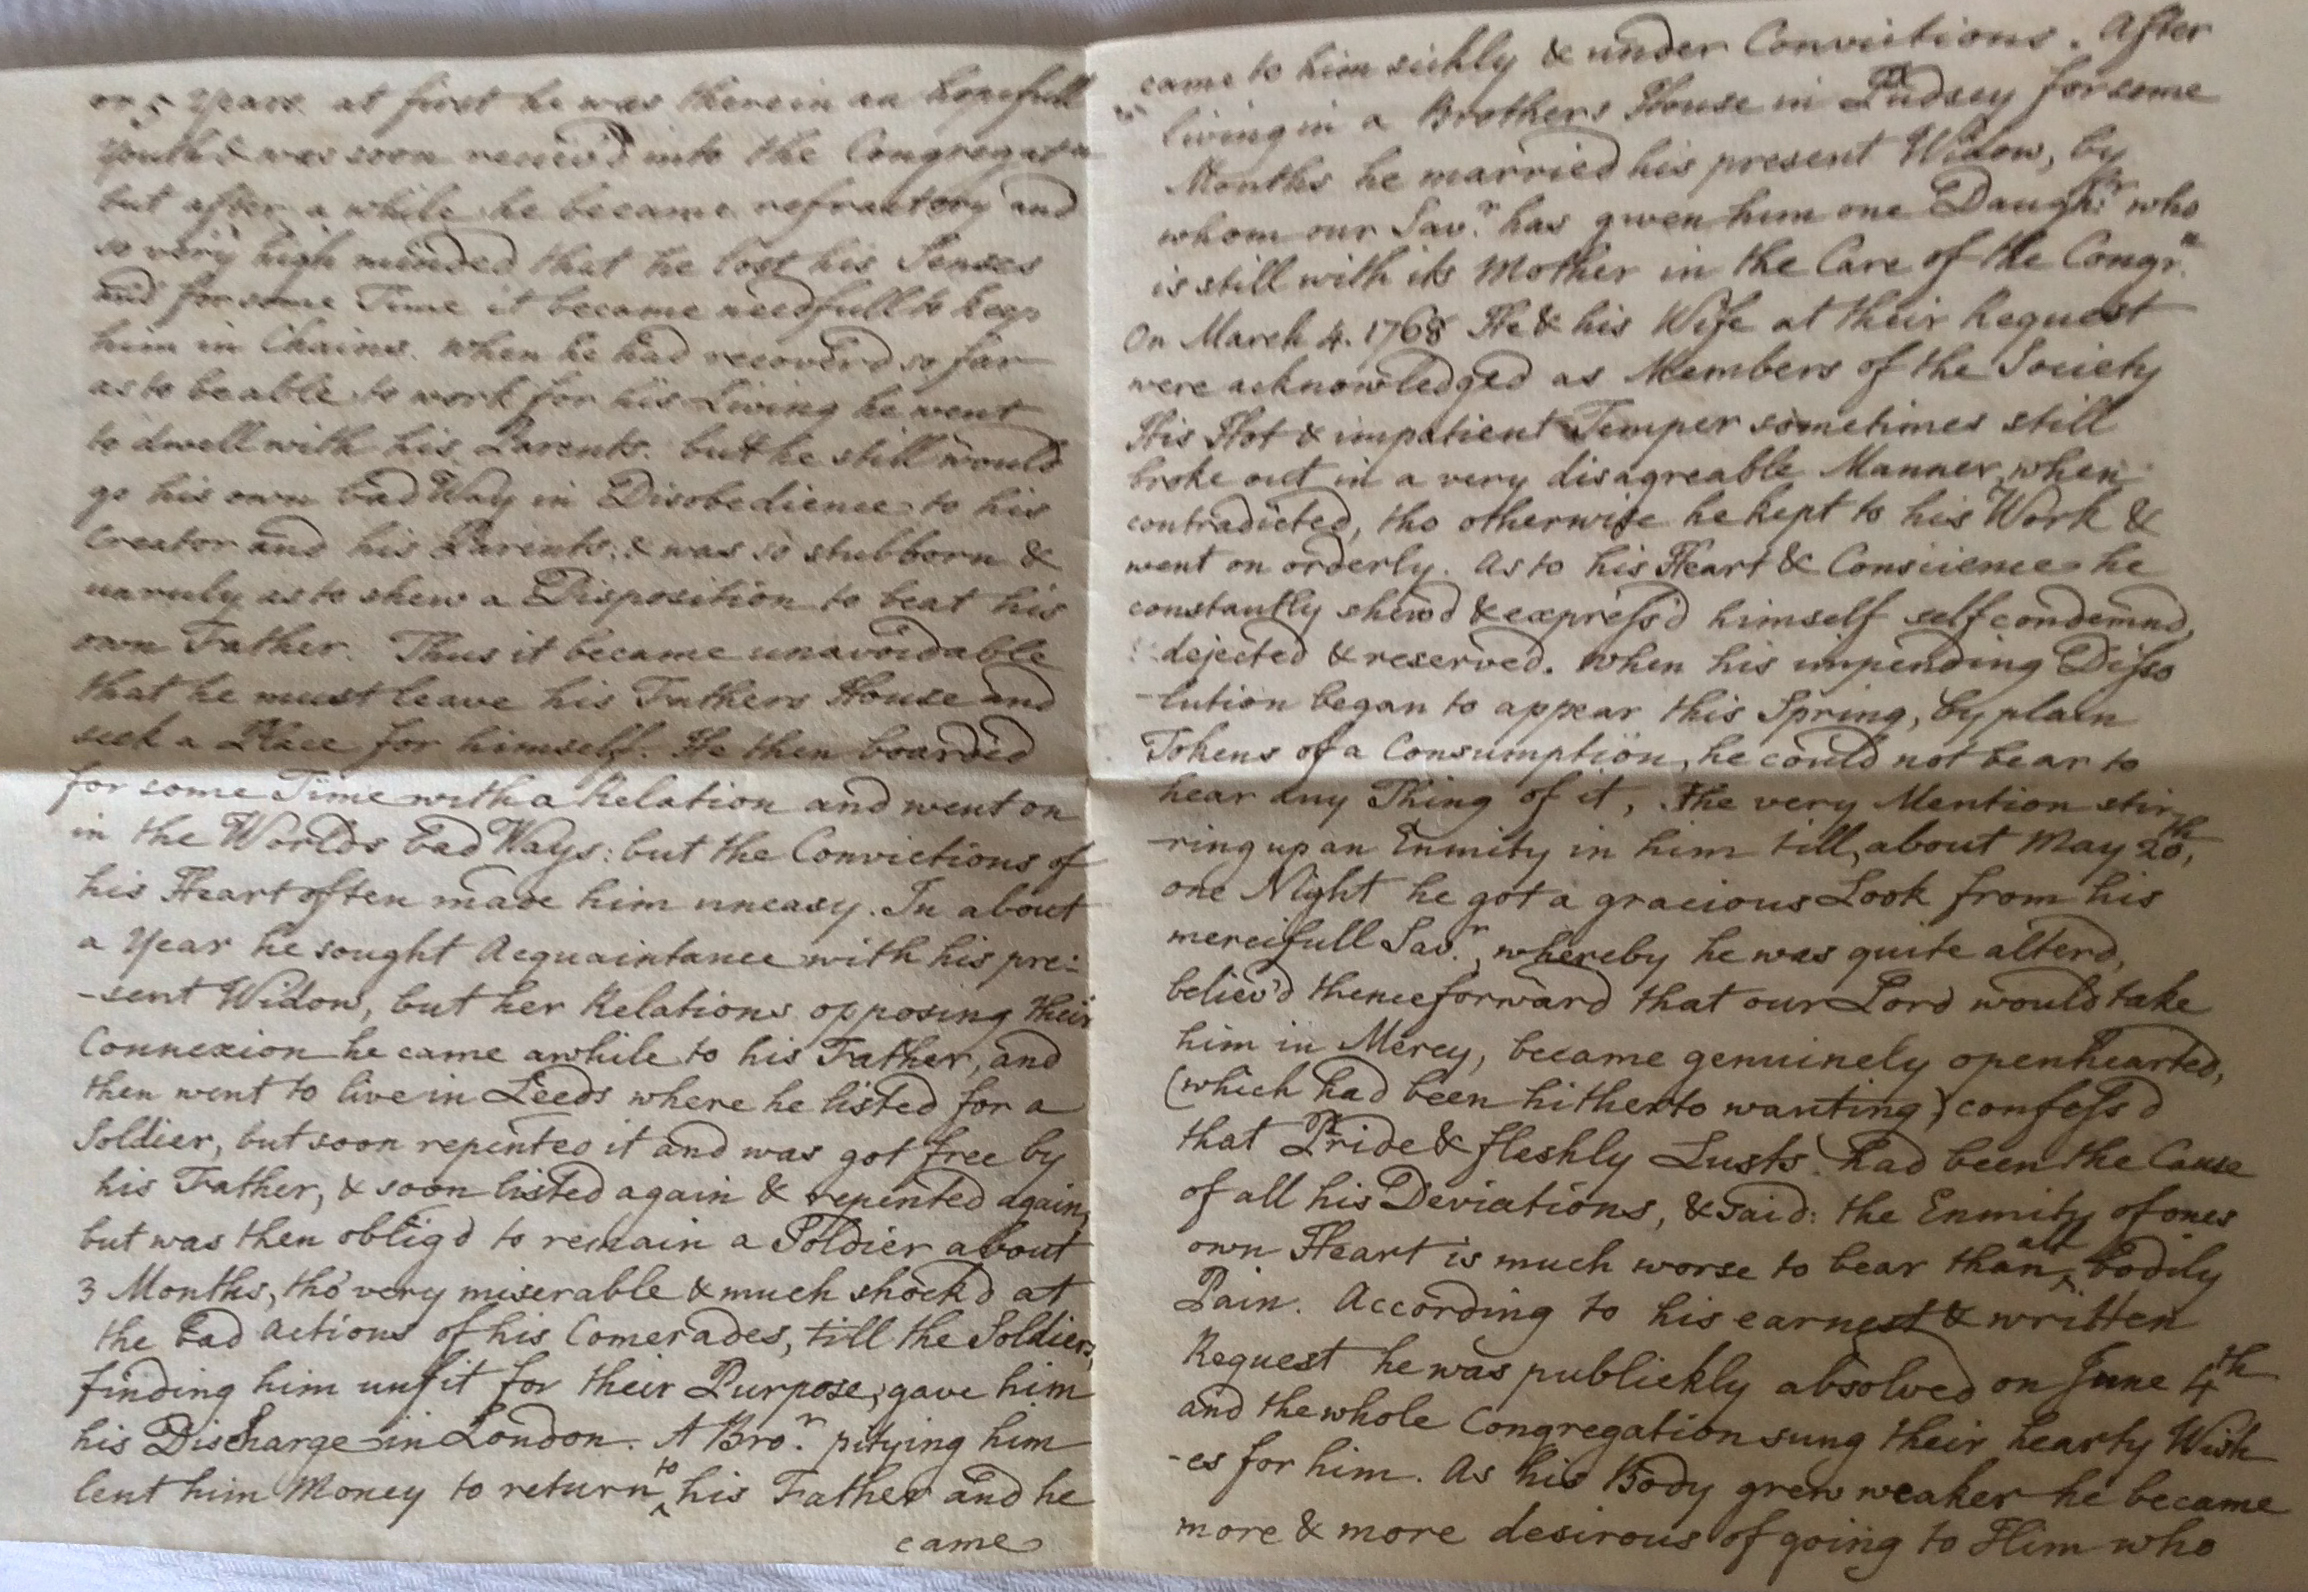 or 5 Years. at first he was therein an hopefull
Youth & was soon reciev'd into the Congregatn
but after a while he became refractory and
so very high minded that he lost his Senses
and for some Time it became needfull to keep
him in Chains. When he had recover'd so far
as to be able to work for his Living he went
to dwell with his Parents. but he still would
go his own bad Way in Disobedience to his
Creator and his Parents: & was so stubborn &
unruly as to shew a Disposition to beat his
own Father. Thus it became unavoidable
that he must leave his Fathers House and
seek a Place for himself. He then boarded
for some Time with a Relation and went on
in the Worlds bad Ways: but the Convictions of
his Heart often made him uneasy. In about
a Year he sought Acquaintance with his pre-
-sent Widow, but her Relations opposing their
Connexion he came awhile to his Father, and
then went to live in Leeds where he listed for a
Soldier, but soon repented it and was got free by
his Father, & soon listed again & repented again,
but was then oblig'd to remain a Soldier about
3 Months, tho' very miserable & much shock'd at
the bad Actions of his Comerades, till the Soldiers,
finding him unfit for their Purpose, gave him
his Discharge in London. A Bror. pitying him
lent him Money to return to his Father and he
came
came to him sickly & under Convictions. After
living in a Brothers House in Pudsey for some
Months he married his present Widow, by
whom our Savr. has given him one Daughtr. who
is still with its Mother in the Care of the Congrn.
On March 4. 1768 He & his Wife at their Request
were acknowledged as Members of the Society
His Hot & impatient Temper sometimes still
broke out in a very disagreable Manner, when
contradicted, tho otherwise he kept to his Work &
went on orderly. As to his Heart & Conscience he
constantly shew'd & express'd himself self condemnd,
dejected & reserved. When his impending Disso
-lution began to appear this Spring, by plain
Tokens of a Consumption, he could not bear to
hear any Thing of it, the very Mention stir-
-ring up an Enmity in him till, about May 20th,
one Night he got a gracious Look from his
mercifull Savr., whereby he was quite alterd,
believ'd thenceforward that our Lord would take
him in Mercy, became genuinely openhearted,
(which had been hitherto wanting) confess'd
that Pride & fleshly Lusts had been the Cause
of all his Deviations, & said: the Enmity of ones
own Heart is much worse to bear than all bodily
Pain. According to his earnest & written
Request he was publickly absolved on June 4th
and the whole Congregation sung their hearty Wish
-es for him. As his Body grew weaker he became
more & more desirous of going to Him who